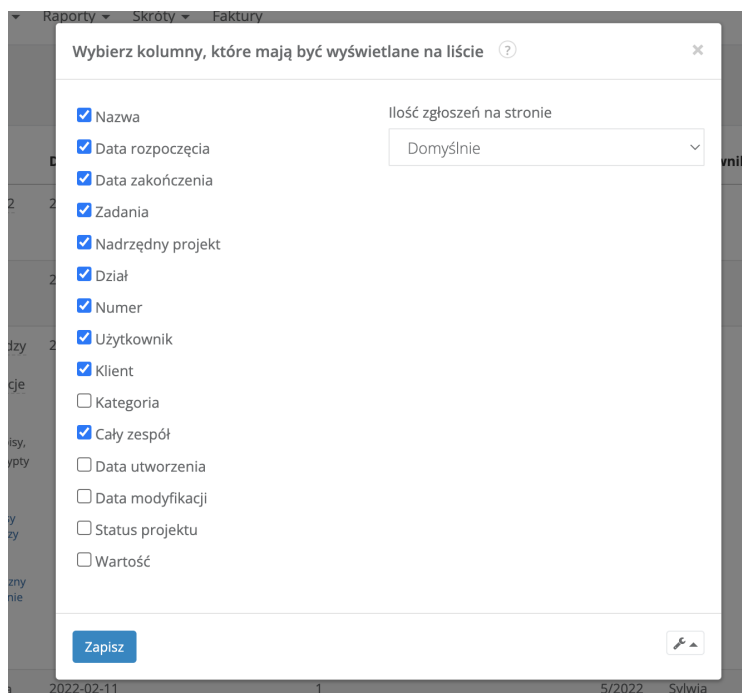 Raporty Skróty Faktury
Wybierz kolumny, które mają być wyświetlane na liście ?
Nazwa
Data rozpoczęcia
Data zakończenia
Zadania
Nadrzędny projekt
Dział
Numer
Użytkownik
Klient
Kategoria
Cały zespół
Data utworzenia
Data modyfikacji
Status projektu
Wartość
Ilość zgłoszeń na stronie
Domyślnie
Zapisz
2022-02-11 1 5/2022 Sylwia